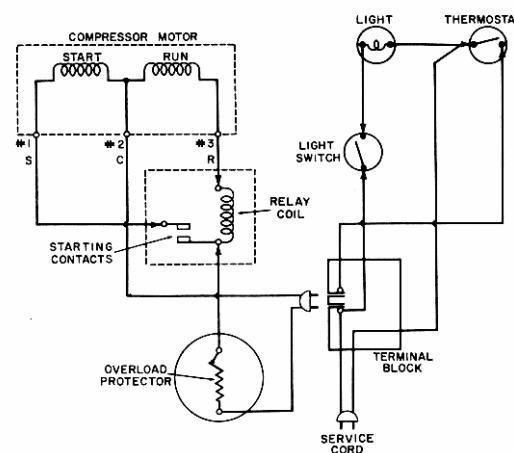 LIGHT
THERMOSTA
COMPRESSOR MOTOR
START
RUN
#1
#2
#3
S
C
R
LIGHT
SWITCH
RELAY
COIL
STARTING
CONTACTS
OVERLOAD
PROTECTOR
TERMINAL
BLOCK
SERVICE
CORD